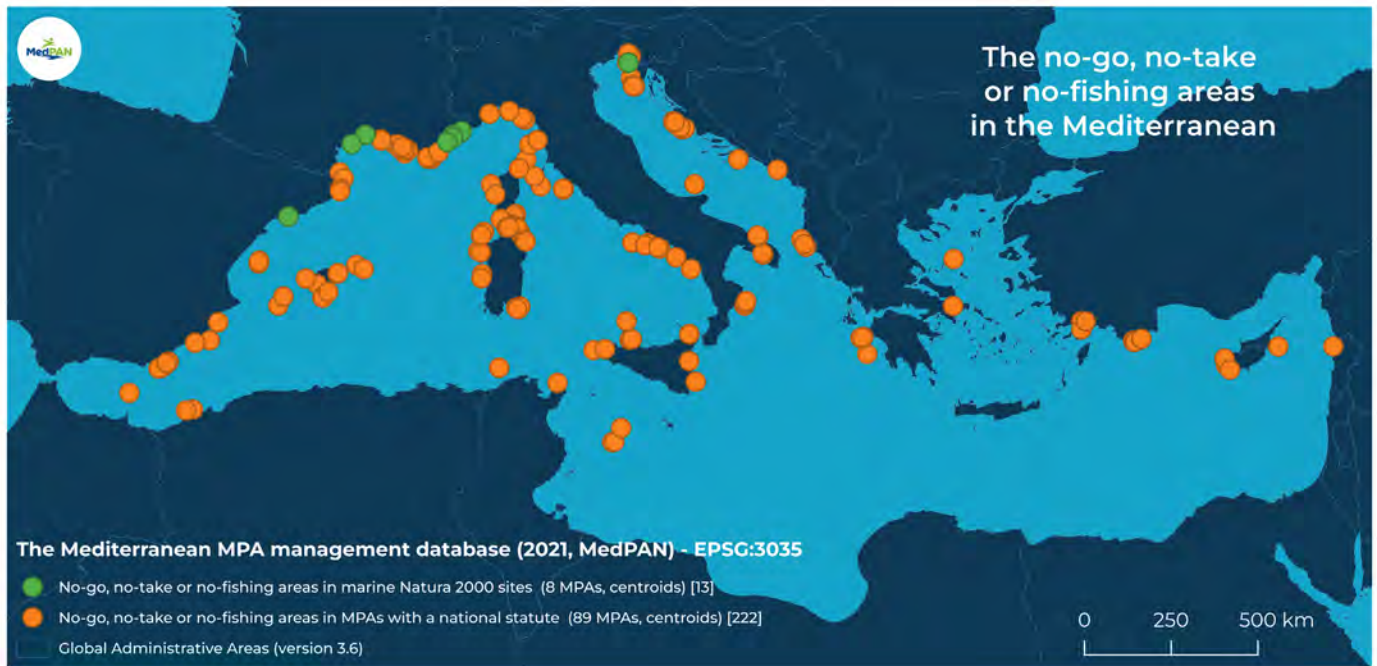 MedPAN
The no-go, no-take
or no-fishing areas
in the Mediterranean
The Mediterranean MPA management database (2021, MedPAN) - EPSG:3035
No-go, no-take or no-fishing areas in marine Natura 2000 sites (8 MPAs, centroids) [13]
No-go, no-take or no-fishing areas in MPAs with a national statute (89 MPAs, centroids) [222]
Global Administrative Areas (version 3.6)
0 250 500 km